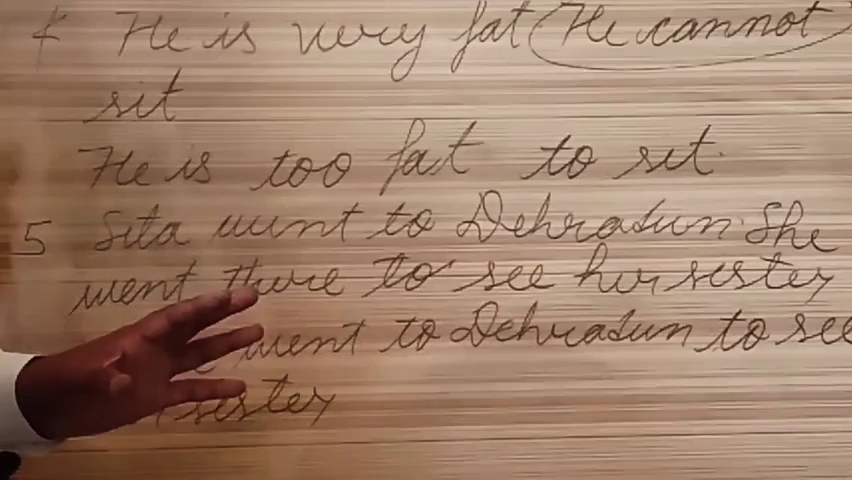 4 He is very fat He cannot
sit
He is too fat to sit.
5 Sita went to Dehradun. She
went there to see her sister
went to Dehradun to see
sister